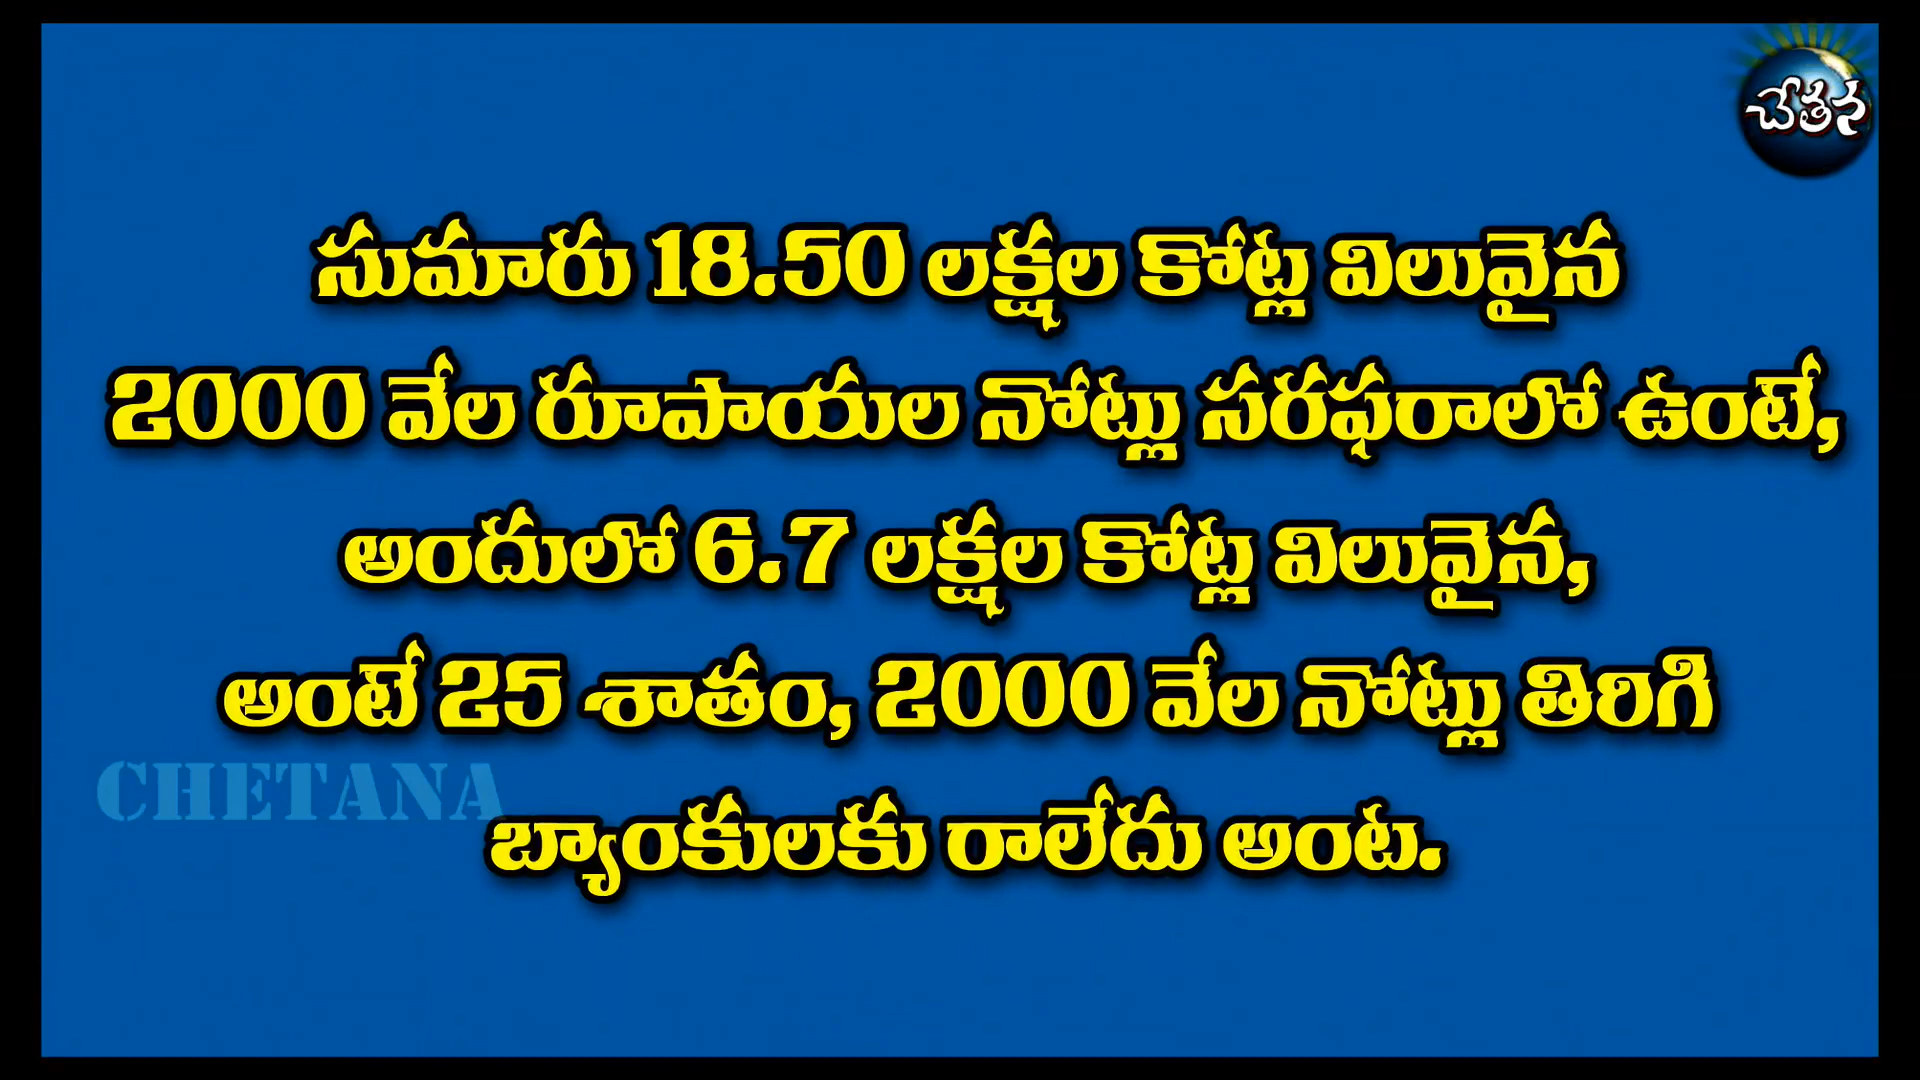 చేతన
సుమారు 18.50 లక్షల కోట్ల విలువైన
2000 వేల రూపాయల నోట్లు సరఫరాలో ఉంటే,
అందులో 6.7 లక్షల కోట్ల విలువైన,
అంటే 25 శాతం, 2000 వేల నోట్లు తిరిగి
CHETANA
బ్యాంకులకు రాలేదు అంట.